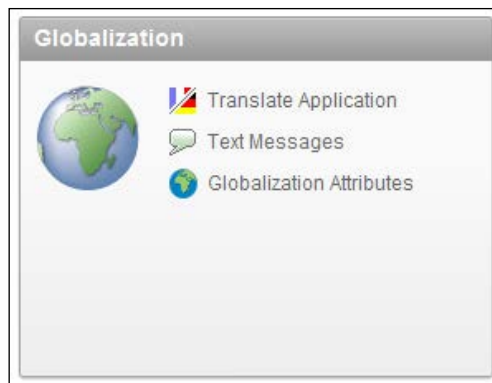 Globalization
Translate Application
Text Messages
Globalization Attributes